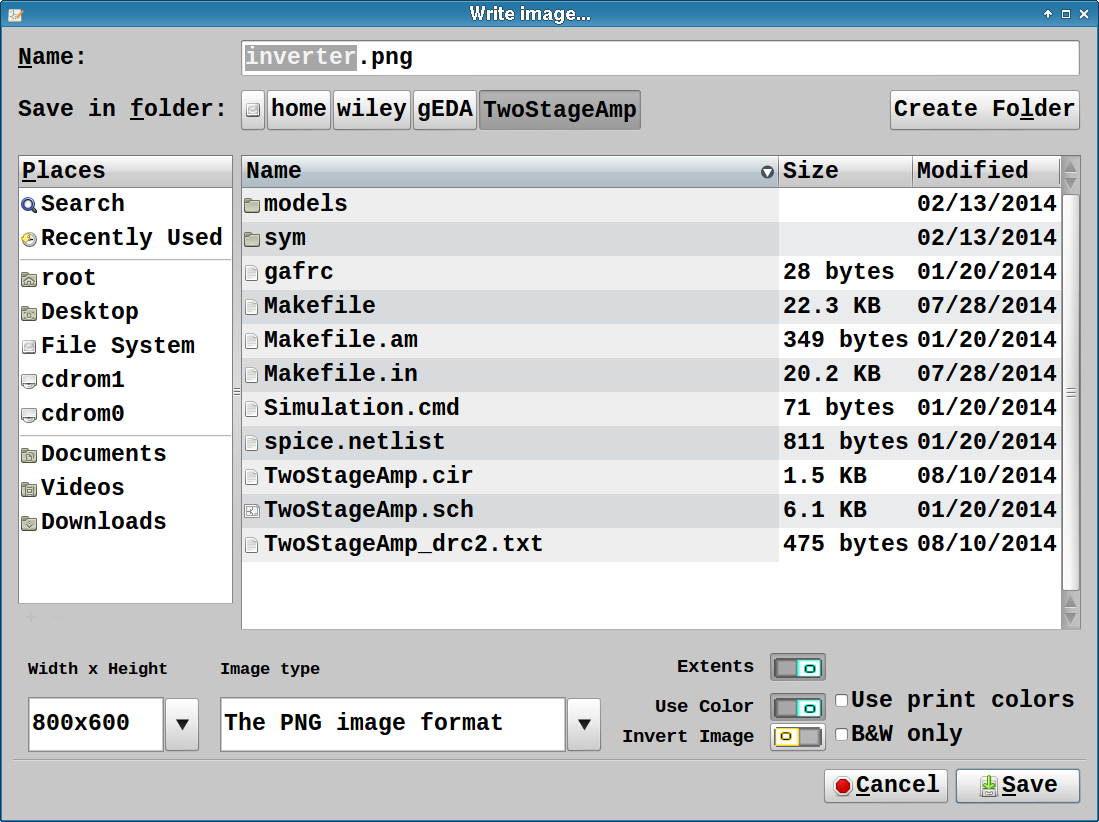 Write image...
Name: inverter.png
Save in folder: home wiley gEDA TwoStageAmp Create Folder
Places
Search
Recently Used
root
Desktop
File System
cdrom1
cdrom0
Documents
Videos
Downloads
Name Size Modified
models 02/13/2014
sym 02/13/2014
gafrc 28 bytes 01/20/2014
Makefile 22.3 KB 07/28/2014
Makefile.am 349 bytes 01/20/2014
Makefile.in 20.2 KB 07/28/2014
Simulation.cmd 71 bytes 01/20/2014
spice.netlist 811 bytes 01/20/2014
TwoStageAmp.cir 1.5 KB 08/10/2014
TwoStageAmp.sch 6.1 KB 01/20/2014
TwoStageAmp_drc2.txt 475 bytes 08/10/2014
Width x Height Image type
800x600 The PNG image format
Extents
Use Color Use print colors
Invert Image B&W only
Cancel Save